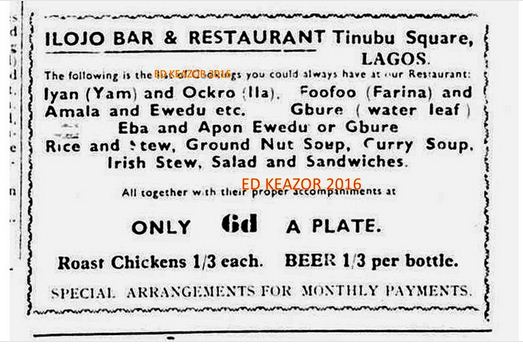 ILOJO BAR & RESTAURANT Tinubu Square,
LAGOS.
The following is the ED KEAZOR 2016 you could always have at our Restaurant:
Iyan (Yam) and Ockro (Ila), Foofoo (Farina) and
Amala and Ewedu etc. Gbure ( water leaf )
Eba and Apon Ewedu or Gbure
Rice and Stew, Ground Nut Soup, Curry Soup,
Irish Stew, Salad and Sandwiches.
ED KEAZOR 2016
All together with their proper accompaniments at
ONLY 6d A PLATE.
Roast Chickens 1/3 each. BEER 1/3 per bottle.
SPECIAL ARRANGEMENTS FOR MONTHLY PAYMENTS.